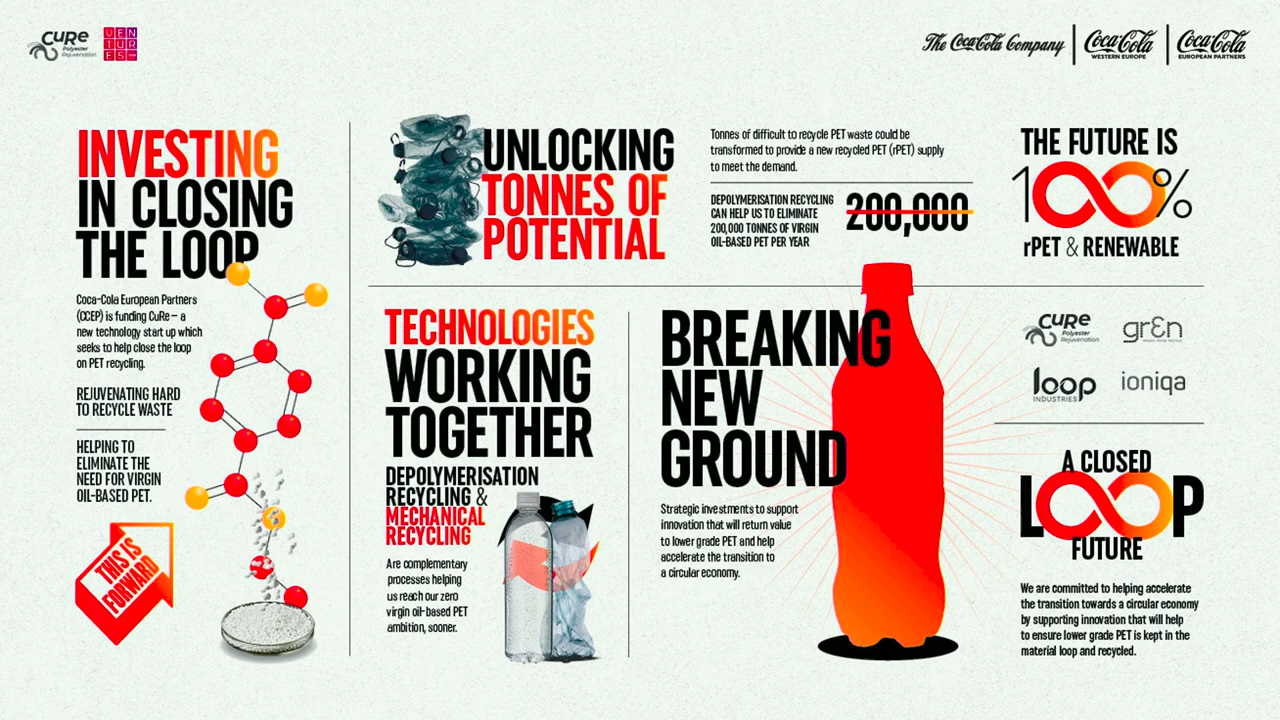 CuRe
Polyester
Rejuvenation
VEN
TUR
ES
The Coca-Cola Company
Coca-Cola
WESTERN EUROPE
Coca-Cola
EUROPEAN PARTNERS
INVESTING
IN CLOSING
THE LOOP
Coca-Cola European Partners
(CCEP) is funding CuRe – a
new technology start up which
seeks to help close the loop
on PET recycling.
REJUVENATING HARD
TO RECYCLE WASTE
HELPING TO
ELIMINATE THE
NEED FOR VIRGIN
OIL-BASED PET.
THIS IS
FORWARD
UNLOCKING
TONNES OF
POTENTIAL
Tonnes of difficult to recycle PET waste could be
transformed to provide a new recycled PET (rPET) supply
to meet the demand.
DEPOLYMERISATION RECYCLING
CAN HELP US TO ELIMINATE
200,000 TONNES OF VIRGIN
OIL-BASED PET PER YEAR
200,000
THE FUTURE IS
100%
rPET & RENEWABLE
TECHNOLOGIES
WORKING
TOGETHER
DEPOLYMERISATION
RECYCLING &
MECHANICAL
RECYCLING
Are complementary
processes helping
us reach our zero
virgin oil-based PET
ambition, sooner.
BREAKING
NEW
GROUND
Strategic investments to support
innovation that will return value
to lower grade PET and help
accelerate the transition to
a circular economy.
CuRe
Polyester
Rejuvenation
gr3n
loop
INDUSTRIES
ioniqa
A CLOSED
LOOP
FUTURE
We are committed to helping accelerate
the transition towards a circular economy
by supporting innovation that will help
to ensure lower grade PET is kept in the
material loop and recycled.